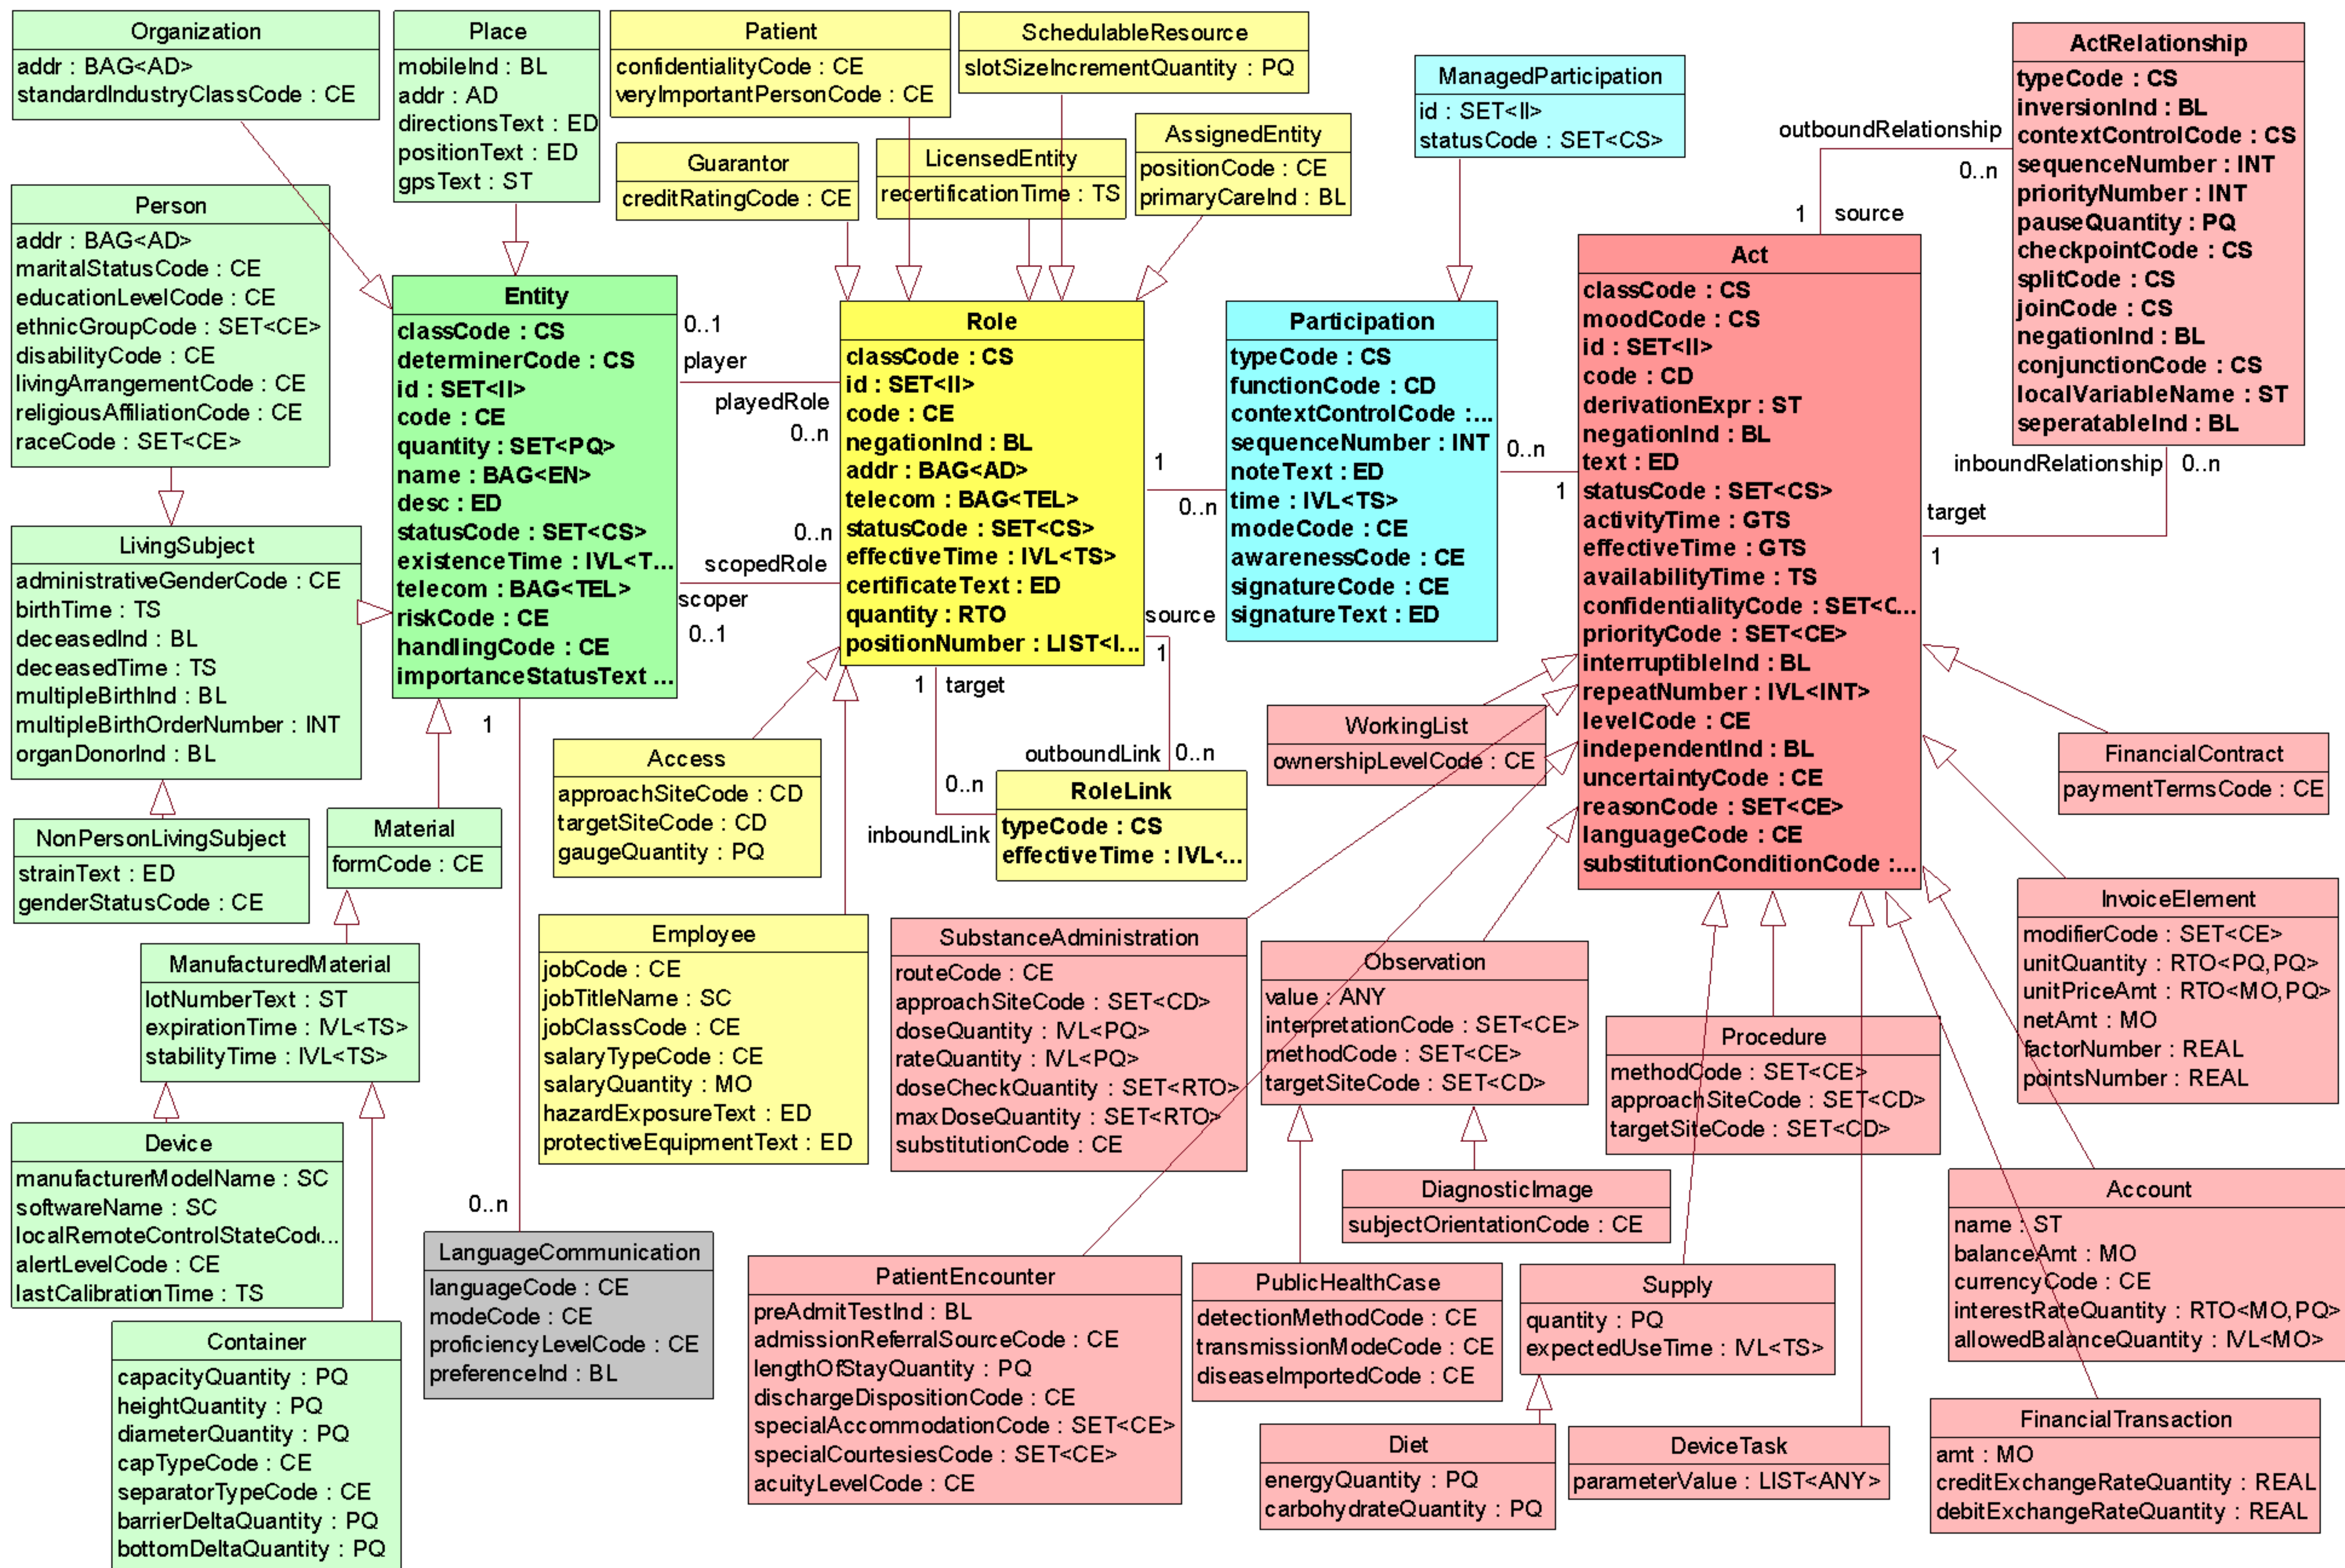 Organization
addr : BAG<AD>
standardIndustryClassCode : CE
Place
mobileInd : BL
addr : AD
directionsText : ED
positionText : ED
gpsText : ST
Patient
confidentialityCode : CE
veryImportantPersonCode : CE
SchedulableResource
slotSizeIncrementQuantity : PQ
ManagedParticipation
id : SET<II>
statusCode : SET<CS>
ActRelationship
typeCode : CS
inversionInd : BL
contextControlCode : CS
sequenceNumber : INT
priorityNumber : INT
pauseQuantity : PQ
checkpointCode : CS
splitCode : CS
joinCode : CS
negationInd : BL
conjunctionCode : CS
localVariableName : ST
seperatableInd : BL
outboundRelationship
0..n
1
source
inboundRelationship
0..n
target
1
Guarantor
creditRatingCode : CE
LicensedEntity
recertificationTime : TS
AssignedEntity
positionCode : CE
primaryCareInd : BL
Person
addr : BAG<AD>
maritalStatusCode : CE
educationLevelCode : CE
ethnicGroupCode : SET<CE>
disabilityCode : CE
livingArrangementCode : CE
religiousAffiliationCode : CE
raceCode : SET<CE>
Entity
classCode : CS
determinerCode : CS
id : SET<II>
code : CE
quantity : SET<PQ>
name : BAG<EN>
desc : ED
statusCode : SET<CS>
existenceTime : IVL<T...
telecom : BAG<TEL>
riskCode : CE
handlingCode : CE
importanceStatusText ...
0..1
player
playedRole
0..n
0..n
scopedRole
scoper
0..1
Role
classCode : CS
id : SET<II>
code : CE
negationInd : BL
addr : BAG<AD>
telecom : BAG<TEL>
statusCode : SET<CS>
effectiveTime : IVL<TS>
certificateText : ED
quantity : RTO
positionNumber : LIST<I...
1
0..n
source
1
1
target
outboundLink
0..n
0..n
inboundLink
Participation
typeCode : CS
functionCode : CD
contextControlCode :...
sequenceNumber : INT
noteText : ED
time : IVL<TS>
modeCode : CE
awarenessCode : CE
signatureCode : CE
signatureText : ED
0..n
1
Act
classCode : CS
moodCode : CS
id : SET<II>
code : CD
derivationExpr : ST
negationInd : BL
text : ED
statusCode : SET<CS>
activityTime : GTS
effectiveTime : GTS
availabilityTime : TS
confidentialityCode : SET<C...
priorityCode : SET<CE>
interruptibleInd : BL
repeatNumber : IVL<INT>
levelCode : CE
independentInd : BL
uncertaintyCode : CE
reasonCode : SET<CE>
languageCode : CE
substitutionConditionCode :...
LivingSubject
administrativeGenderCode : CE
birthTime : TS
deceasedInd : BL
deceasedTime : TS
multipleBirthInd : BL
multipleBirthOrderNumber : INT
organDonorInd : BL
1
0..n
NonPersonLivingSubject
strainText : ED
genderStatusCode : CE
Material
formCode : CE
Access
approachSiteCode : CD
targetSiteCode : CD
gaugeQuantity : PQ
RoleLink
typeCode : CS
effectiveTime : IVL<...
WorkingList
ownershipLevelCode : CE
FinancialContract
paymentTermsCode : CE
ManufacturedMaterial
lotNumberText : ST
expirationTime : IVL<TS>
stabilityTime : IVL<TS>
Employee
jobCode : CE
jobTitleName : SC
jobClassCode : CE
salaryTypeCode : CE
salaryQuantity : MO
hazardExposureText : ED
protectiveEquipmentText : ED
SubstanceAdministration
routeCode : CE
approachSiteCode : SET<CD>
doseQuantity : IVL<PQ>
rateQuantity : IVL<PQ>
doseCheckQuantity : SET<RTO>
maxDoseQuantity : SET<RTO>
substitutionCode : CE
Observation
value : ANY
interpretationCode : SET<CE>
methodCode : SET<CE>
targetSiteCode : SET<CD>
Procedure
methodCode : SET<CE>
approachSiteCode : SET<CD>
targetSiteCode : SET<CD>
InvoiceElement
modifierCode : SET<CE>
unitQuantity : RTO<PQ,PQ>
unitPriceAmt : RTO<MO,PQ>
netAmt : MO
factorNumber : REAL
pointsNumber : REAL
Device
manufacturerModelName : SC
softwareName : SC
localRemoteControlStateCod...
alertLevelCode : CE
lastCalibrationTime : TS
Container
capacityQuantity : PQ
heightQuantity : PQ
diameterQuantity : PQ
capTypeCode : CE
separatorTypeCode : CE
barrierDeltaQuantity : PQ
bottomDeltaQuantity : PQ
LanguageCommunication
languageCode : CE
modeCode : CE
proficiencyLevelCode : CE
preferenceInd : BL
PatientEncounter
preAdmitTestInd : BL
admissionReferralSourceCode : CE
lengthOfStayQuantity : PQ
dischargeDispositionCode : CE
specialAccommodationCode : SET<CE>
specialCourtesiesCode : SET<CE>
acuityLevelCode : CE
DiagnosticImage
subjectOrientationCode : CE
PublicHealthCase
detectionMethodCode : CE
transmissionModeCode : CE
diseaseImportedCode : CE
Supply
quantity : PQ
expectedUseTime : IVL<TS>
Account
name : ST
balanceAmt : MO
currencyCode : CE
interestRateQuantity : RTO<MO,PQ>
allowedBalanceQuantity : IVL<MO>
Diet
energyQuantity : PQ
carbohydrateQuantity : PQ
DeviceTask
parameterValue : LIST<ANY>
FinancialTransaction
amt : MO
creditExchangeRateQuantity : REAL
debitExchangeRateQuantity : REAL